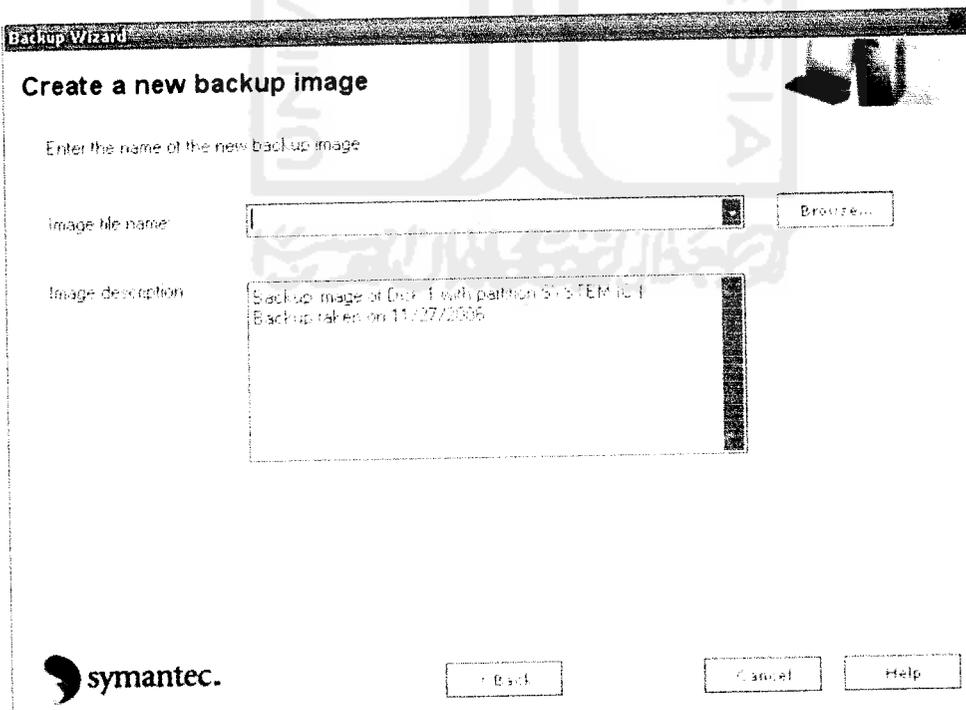 Backup Wizard
Create a new backup image
Enter the name of the new backup image
Image file name:
Browse...
Image description
Backup image of Disk 1 with partition SYSTEM (C:)
Backup taken on 11/27/2006
symantec.
< Back
Cancel
Help